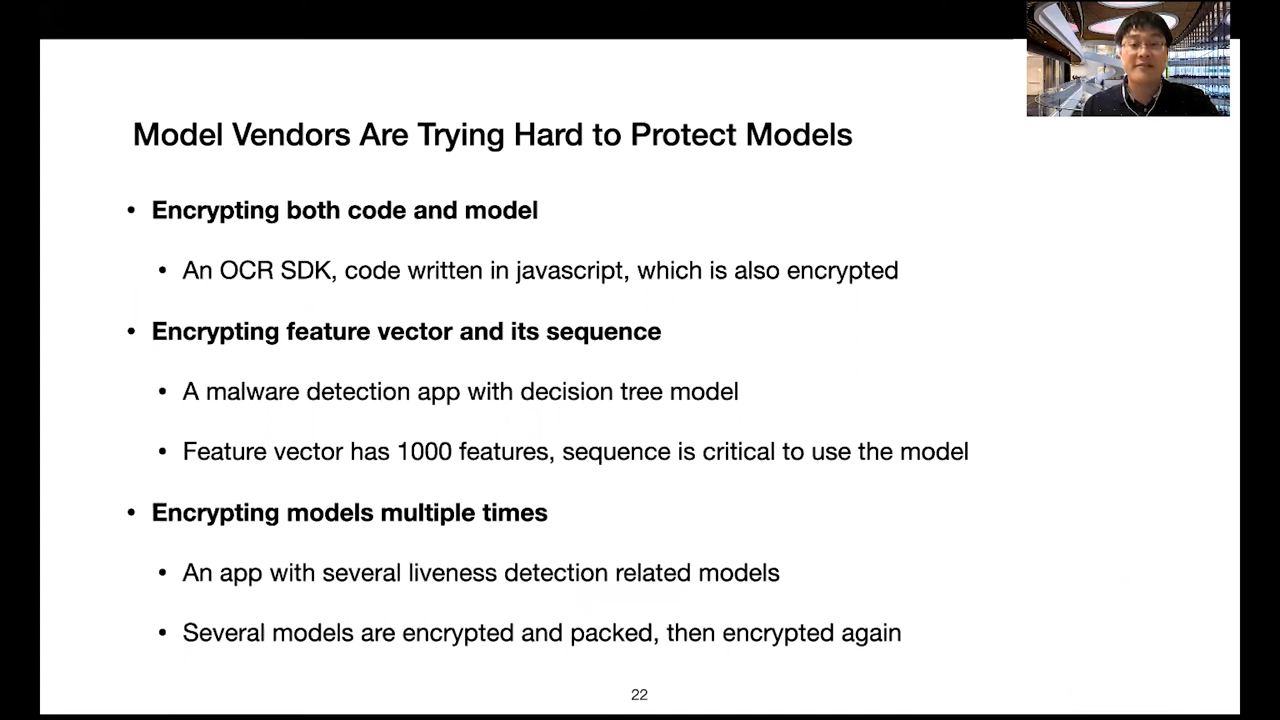 Model Vendors Are Trying Hard to Protect Models
• Encrypting both code and model
• An OCR SDK, code written in javascript, which is also encrypted
• Encrypting feature vector and its sequence
• A malware detection app with decision tree model
• Feature vector has 1000 features, sequence is critical to use the model
• Encrypting models multiple times
• An app with several liveness detection related models
• Several models are encrypted and packed, then encrypted again
22